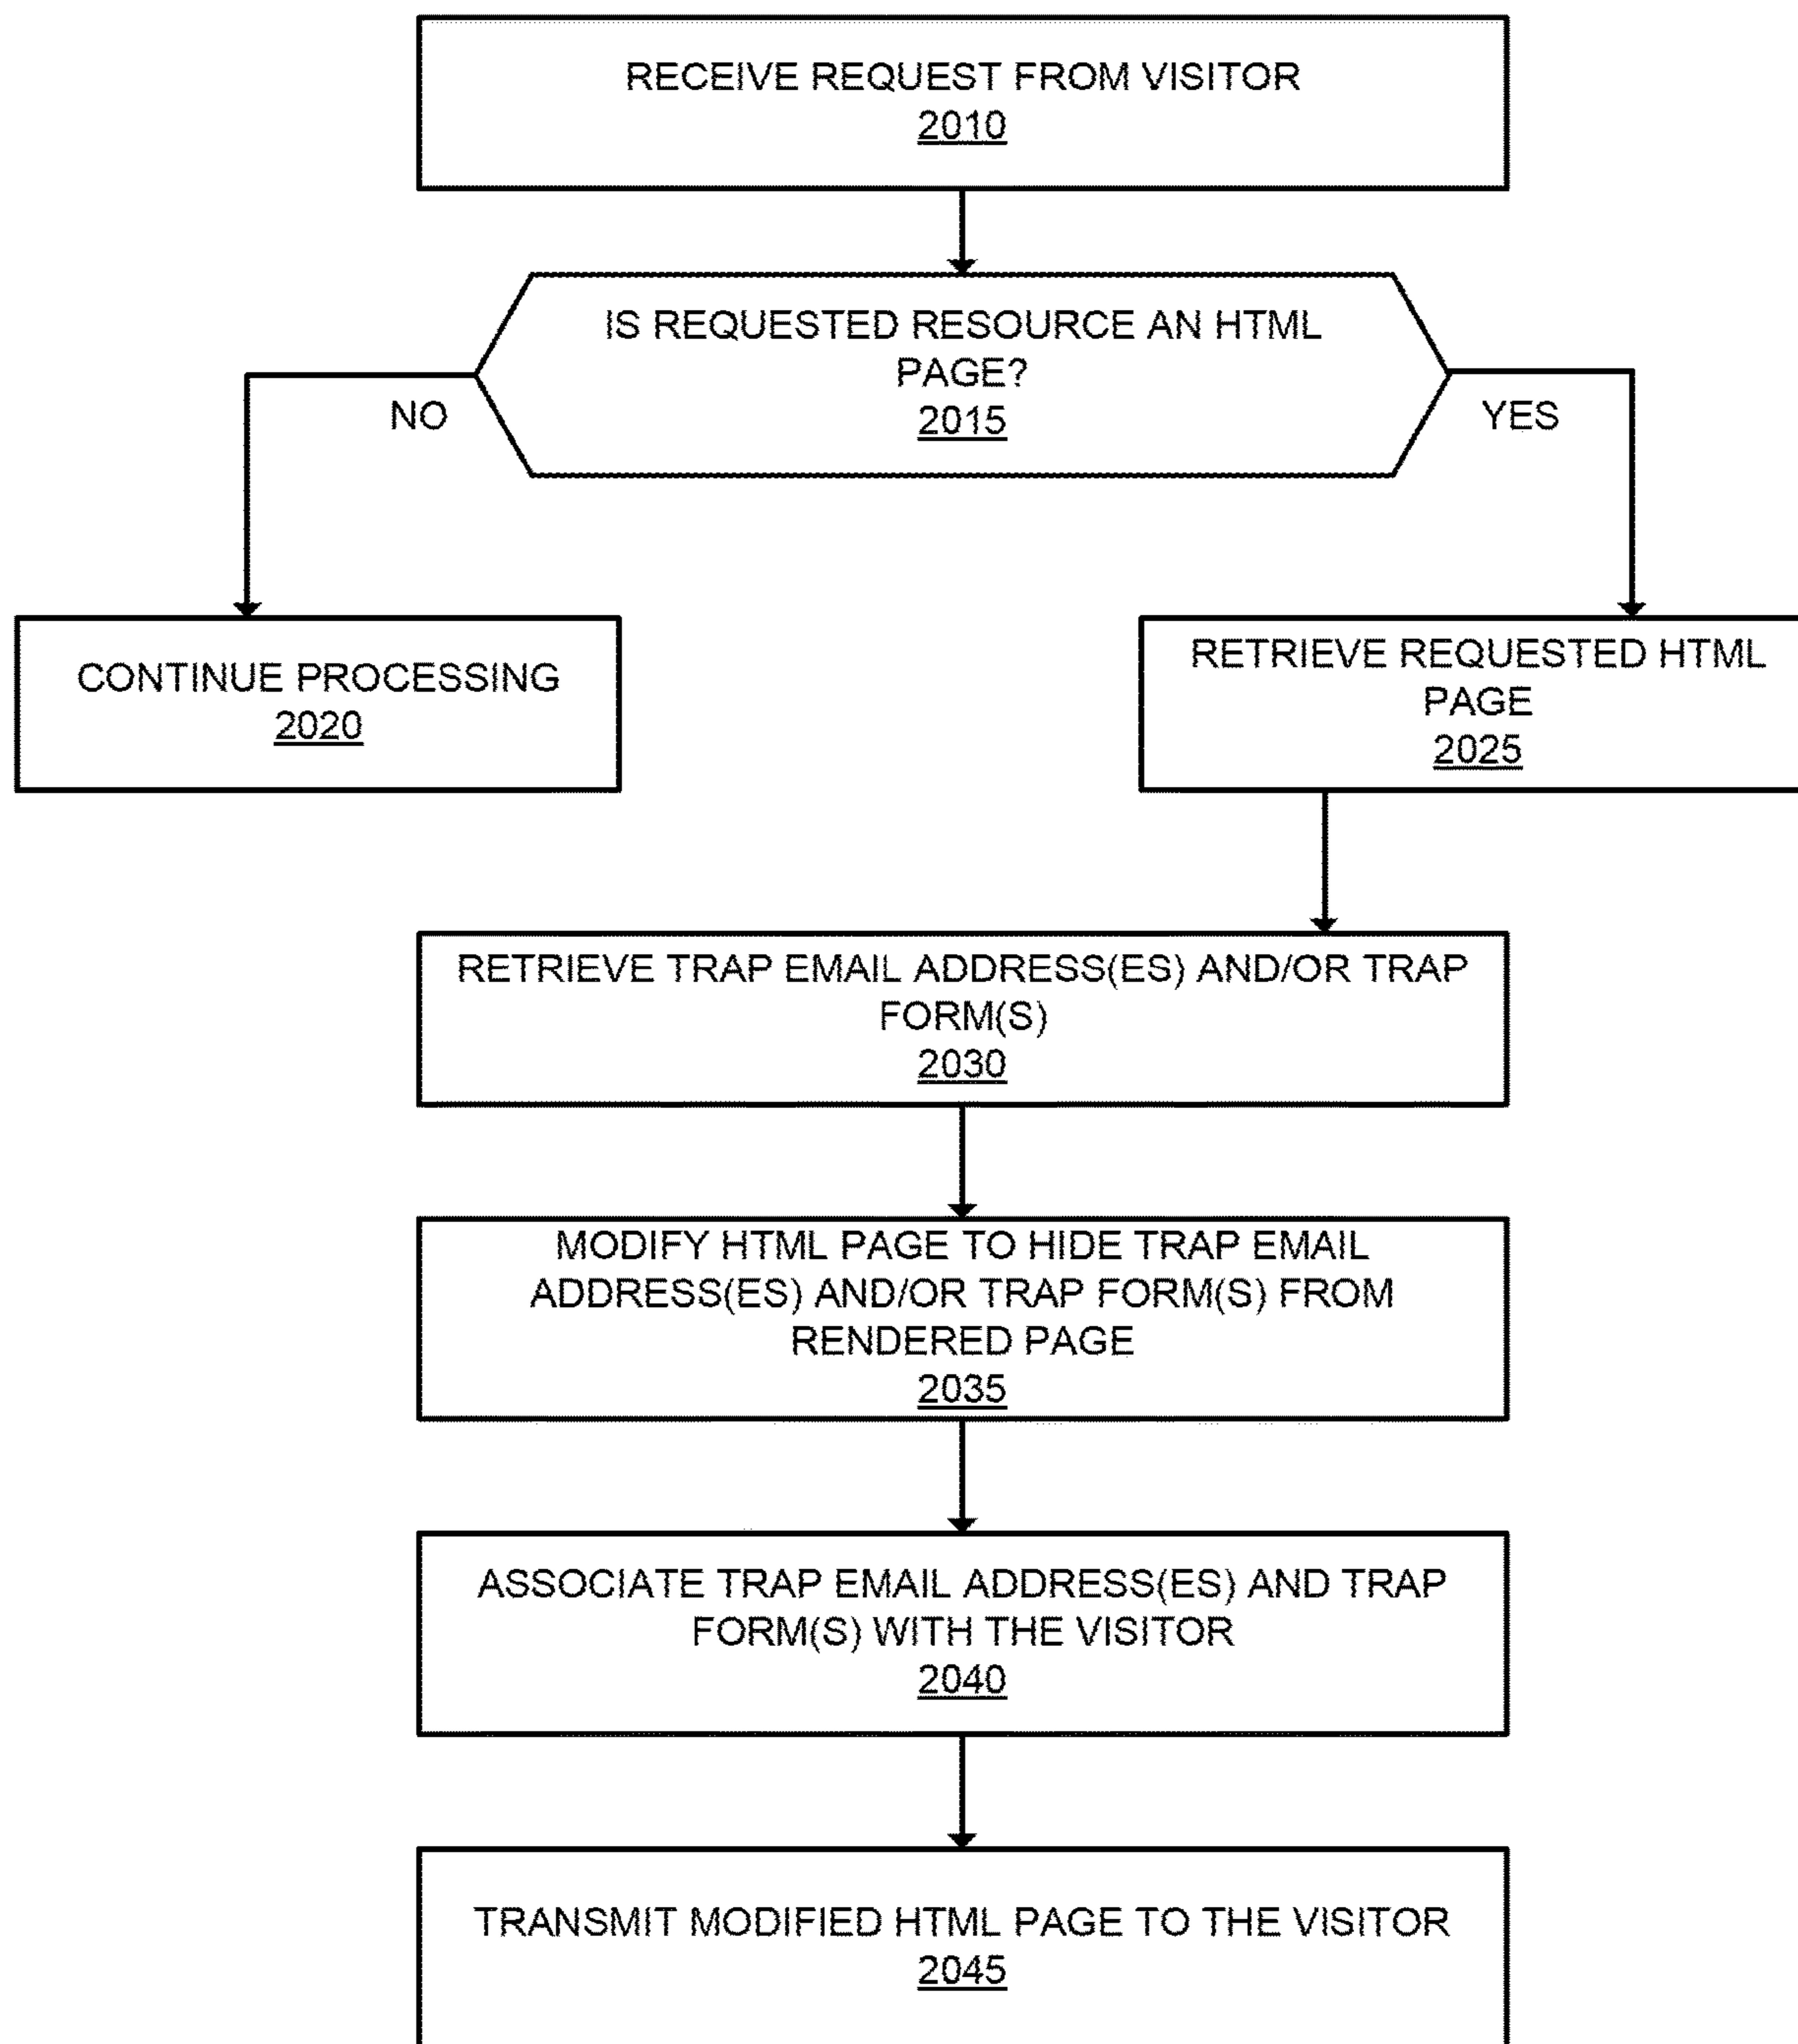 RECEIVE REQUEST FROM VISITOR
2010
IS REQUESTED RESOURCE AN HTML
PAGE?
2015
NO
YES
CONTINUE PROCESSING
2020
RETRIEVE REQUESTED HTML
PAGE
2025
RETRIEVE TRAP EMAIL ADDRESS(ES) AND/OR TRAP
FORM(S)
2030
MODIFY HTML PAGE TO HIDE TRAP EMAIL
ADDRESS(ES) AND/OR TRAP FORM(S) FROM
RENDERED PAGE
2035
ASSOCIATE TRAP EMAIL ADDRESS(ES) AND TRAP
FORM(S) WITH THE VISITOR
2040
TRANSMIT MODIFIED HTML PAGE TO THE VISITOR
2045